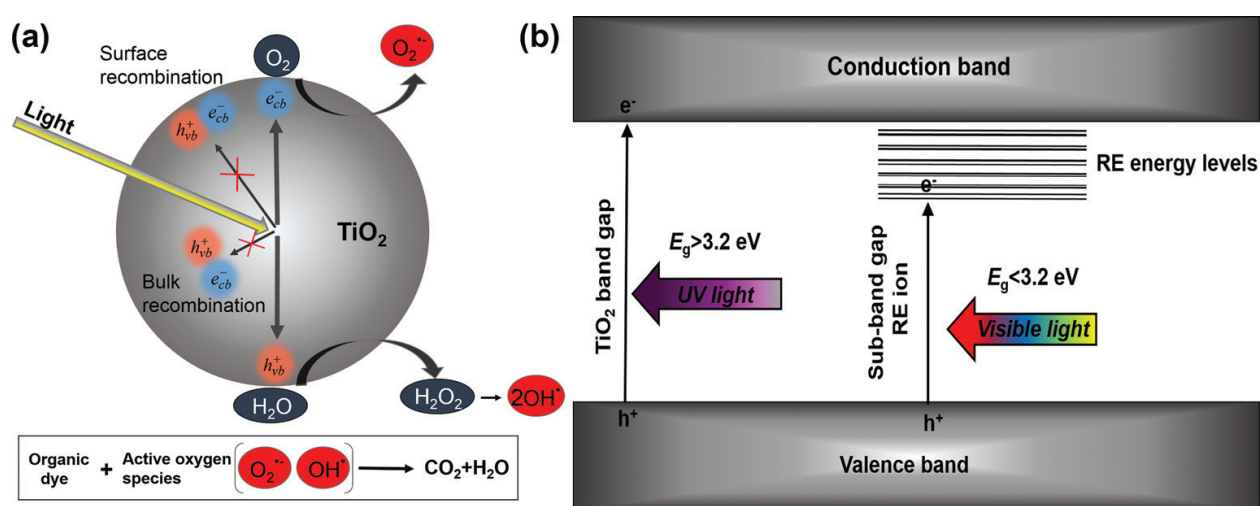 (a)
Surface
recombination
O₂
O₂•-
e⁻cb
e⁻cb
h⁺vb
Light
TiO₂
h⁺vb
e⁻cb
Bulk
recombination
h⁺vb
H₂O
H₂O₂
2OH•
Organic
dye
+
Active oxygen
species
O₂•-
OH•
CO₂+H₂O
(b)
Conduction band
e-
RE energy levels
e-
TiO₂ band gap
Eg>3.2 eV
UV light
Sub-band gap
RE ion
Eg<3.2 eV
Visible light
h+
h+
Valence band